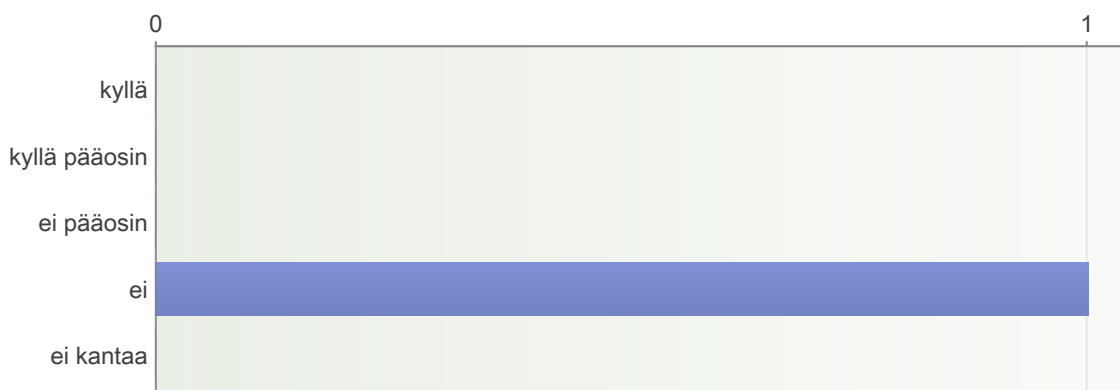 0 1
kyllä
kyllä pääosin
ei pääosin
ei
ei kantaa